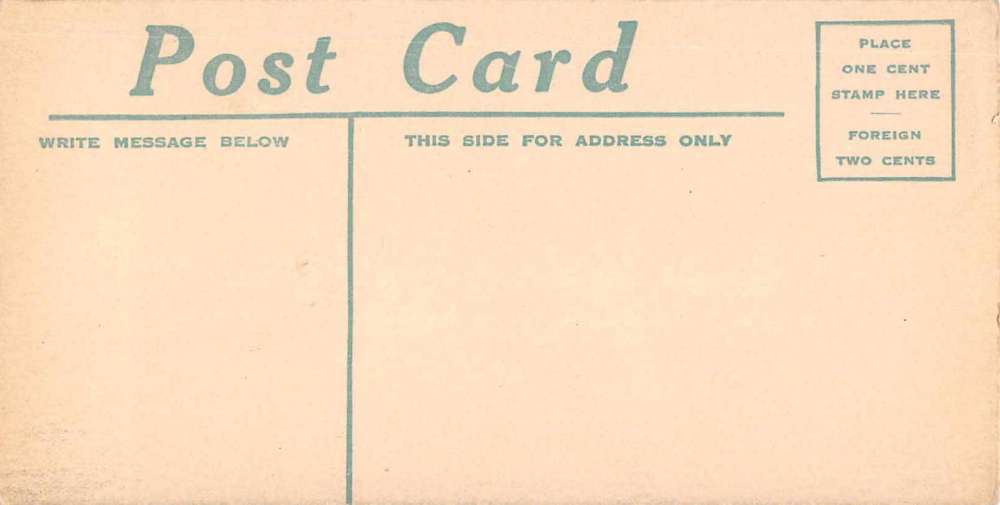 Post Card
WRITE MESSAGE BELOW
THIS SIDE FOR ADDRESS ONLY
PLACE
ONE CENT
STAMP HERE
FOREIGN
TWO CENTS